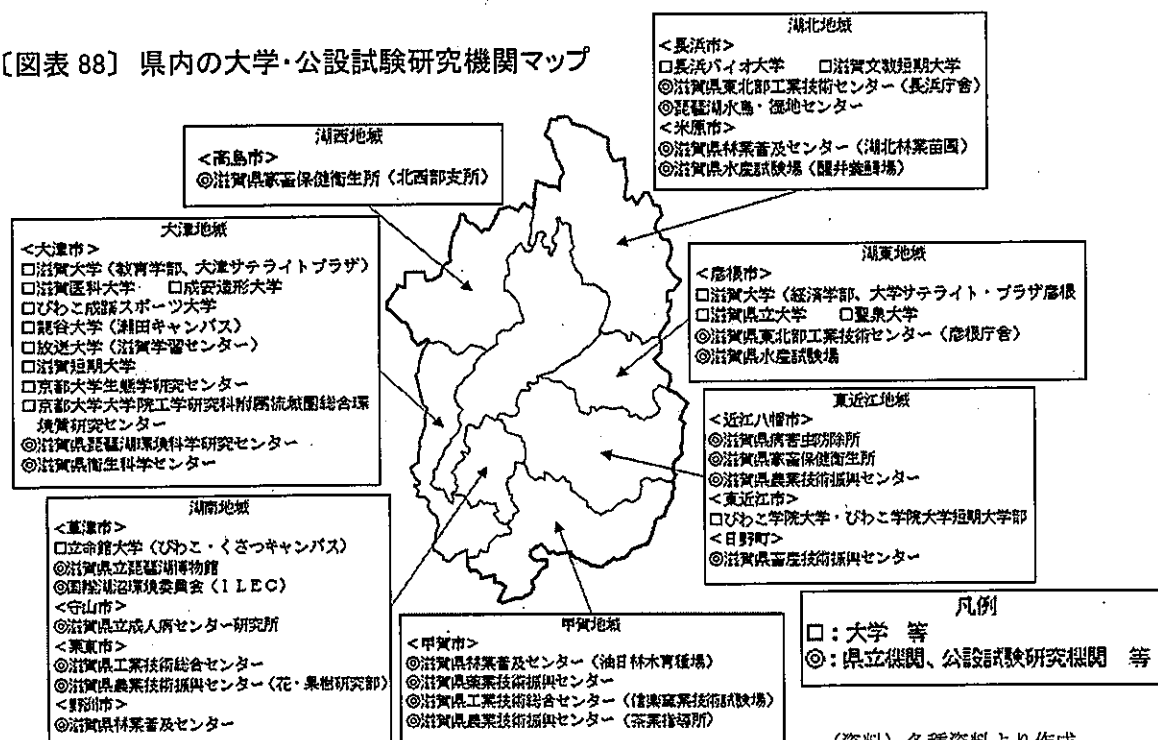 〔図表 88〕 県内の大学・公設試験研究機関マップ
湖北地域
<長浜市>
□長浜バイオ大学 □滋賀文教短期大学
◎滋賀県東北部工業技術センター(長浜庁舎)
◎琵琶湖水鳥・湿地センター
<米原市>
◎滋賀県林業普及センター(湖北林業苗圃)
◎滋賀県水産試験場(醒井養鱒場)
湖西地域
<高島市>
◎滋賀県家畜保健衛生所(北西部支所)
大津地域
<大津市>
□滋賀大学(教育学部、大津サテライトプラザ)
□滋賀医科大学 □成安造形大学
□びわこ成蹊スポーツ大学
□龍谷大学(瀬田キャンパス)
□放送大学(滋賀学習センター)
□滋賀短期大学
□京都大学生態学研究センター
□京都大学大学院工学研究科附属流域圏総合環
境質研究センター
◎滋賀県琵琶湖環境科学研究センター
◎滋賀県衛生科学センター
湖東地域
<彦根市>
□滋賀大学(経済学部、大学サテライト・プラザ彦根
□滋賀県立大学 □聖泉大学
◎滋賀県東北部工業技術センター(彦根庁舎)
◎滋賀県水産試験場
東近江地域
<近江八幡市>
◎滋賀県病害虫防除所
◎滋賀県家畜保健衛生所
◎滋賀県農業技術振興センター
<東近江市>
□びわこ学院大学・びわこ学院大学短期大学部
<日野町>
◎滋賀県畜産技術振興センター
湖南地域
<草津市>
□立命館大学(びわこ・くさつキャンパス)
◎滋賀県立琵琶湖博物館
◎国際湖沼環境委員会(ILEC)
<守山市>
◎滋賀県立成人病センター研究所
<栗東市>
◎滋賀県工業技術総合センター
◎滋賀県農業技術振興センター(花・果樹研究部)
<野洲市>
◎滋賀県林業普及センター
甲賀地域
<甲賀市>
◎滋賀県林業普及センター(油日林木育種場)
◎滋賀県薬業技術振興センター
◎滋賀県工業技術総合センター(信楽窯業技術試験場)
◎滋賀県農業技術振興センター(茶業指導所)
凡例
□:大学 等
◎:県立機関、公設試験研究機関 等
(資料)各種資料より作成